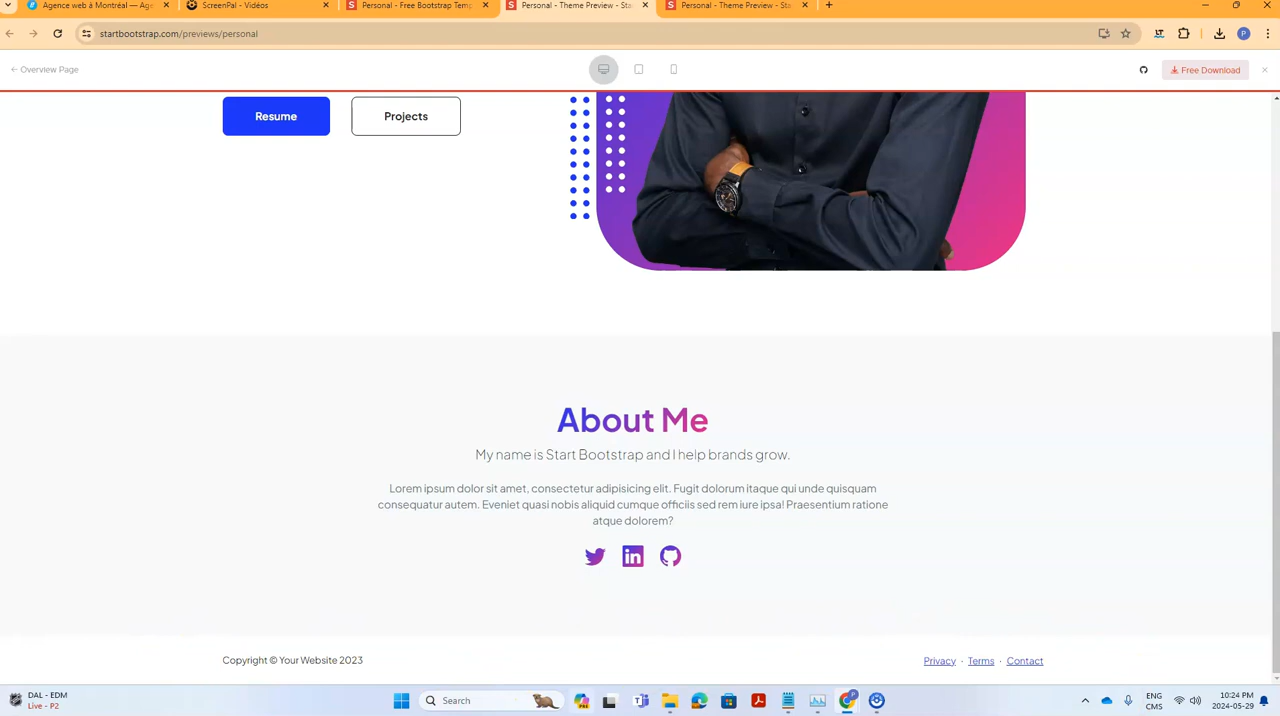 Agence web à Montréal — Age
ScreenPal - Vidéos
Personal - Free Bootstrap Temp
Personal - Theme Preview - Sta
Personal - Theme Preview - St
startbootstrap.com/previews/personal
LT
P
← Overview Page
Free Download
Resume
Projects
About Me
My name is Start Bootstrap and I help brands grow.
Lorem ipsum dolor sit amet, consectetur adipisicing elit. Fugit dolorum itaque qui unde quisquam
consequatur autem. Eveniet quasi nobis aliquid cumque officiis sed rem iure ipsa! Praesentium ratione
atque dolorem?
in
Copyright © Your Website 2023
Privacy · Terms · Contact
DAL - EDM
Live - P2
Search
ENG
CMS
10:24 PM
2024-05-29